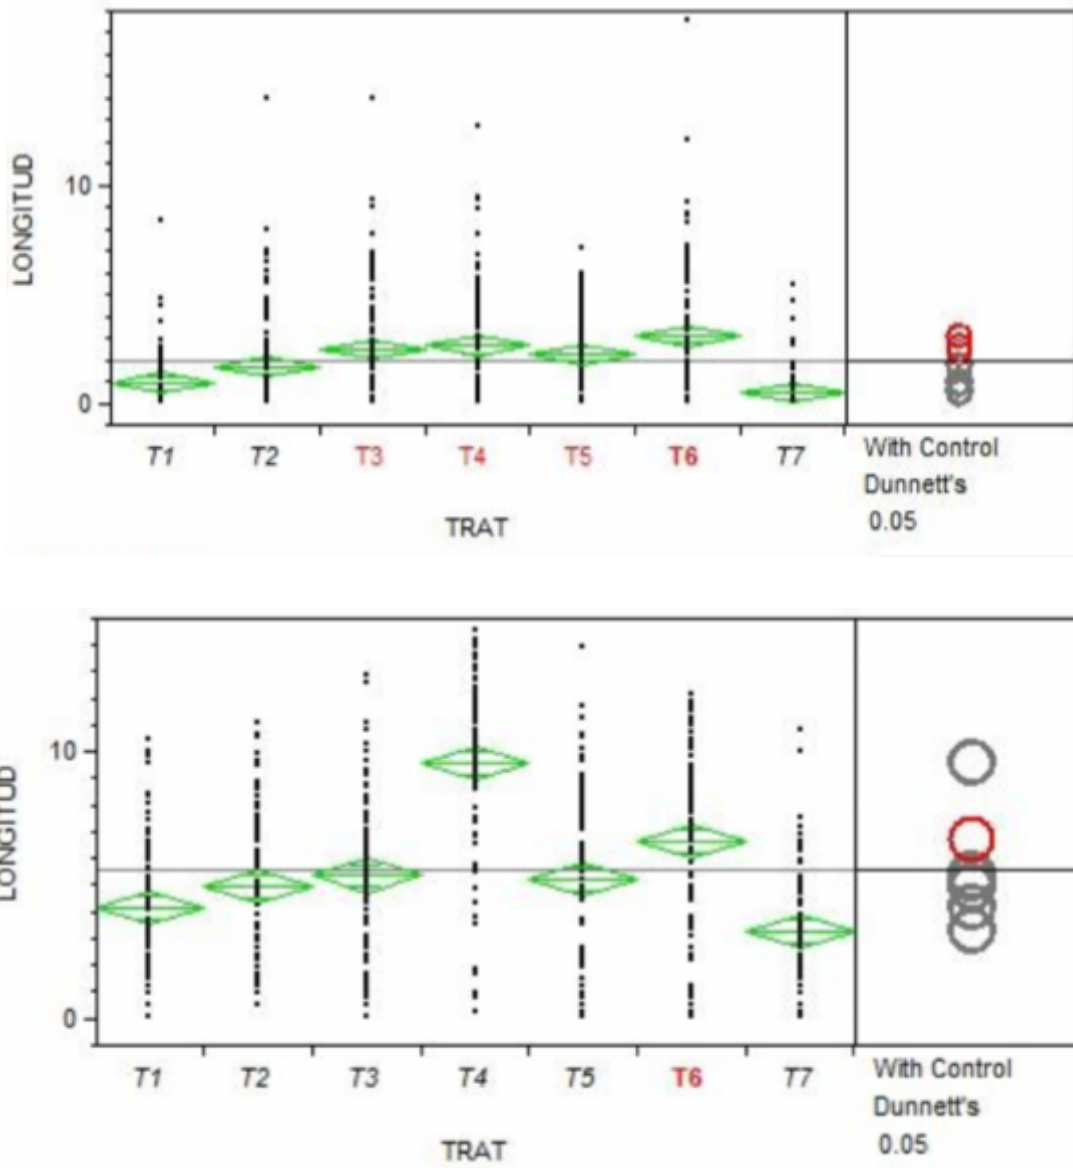 LONGITUD
10
0
T1 T2 T3 T4 T5 T6 T7
TRAT
With Control
Dunnett's
0.05
LONGITUD
10
0
T1 T2 T3 T4 T5 T6 T7
TRAT
With Control
Dunnett's
0.05